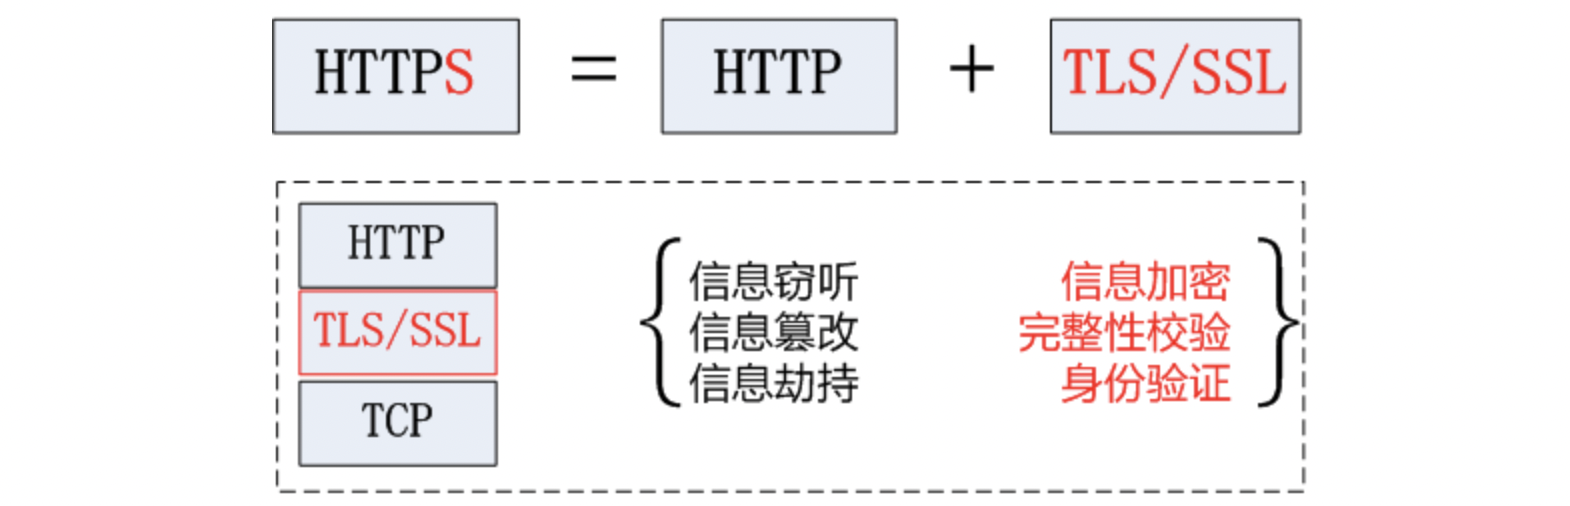 HTTPS = HTTP + TLS/SSL
HTTP
TLS/SSL
TCP
信息窃听 信息加密
信息篡改 完整性校验
信息劫持 身份验证